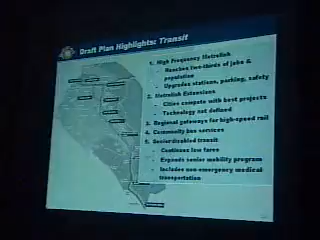 Draft Plan Highlights: Transit
1. High Frequency Metrolink
- Reaches two-thirds of jobs &
population
- Upgrades stations, parking, safety
2. Metrolink Extensions
- Cities compete with best projects
- Technology not defined
3. Regional gateways for high-speed rail
4. Community bus services
5. Senior/disabled transit
- Continues low fares
- Expands senior mobility program
- Includes non-emergency medical
transportation